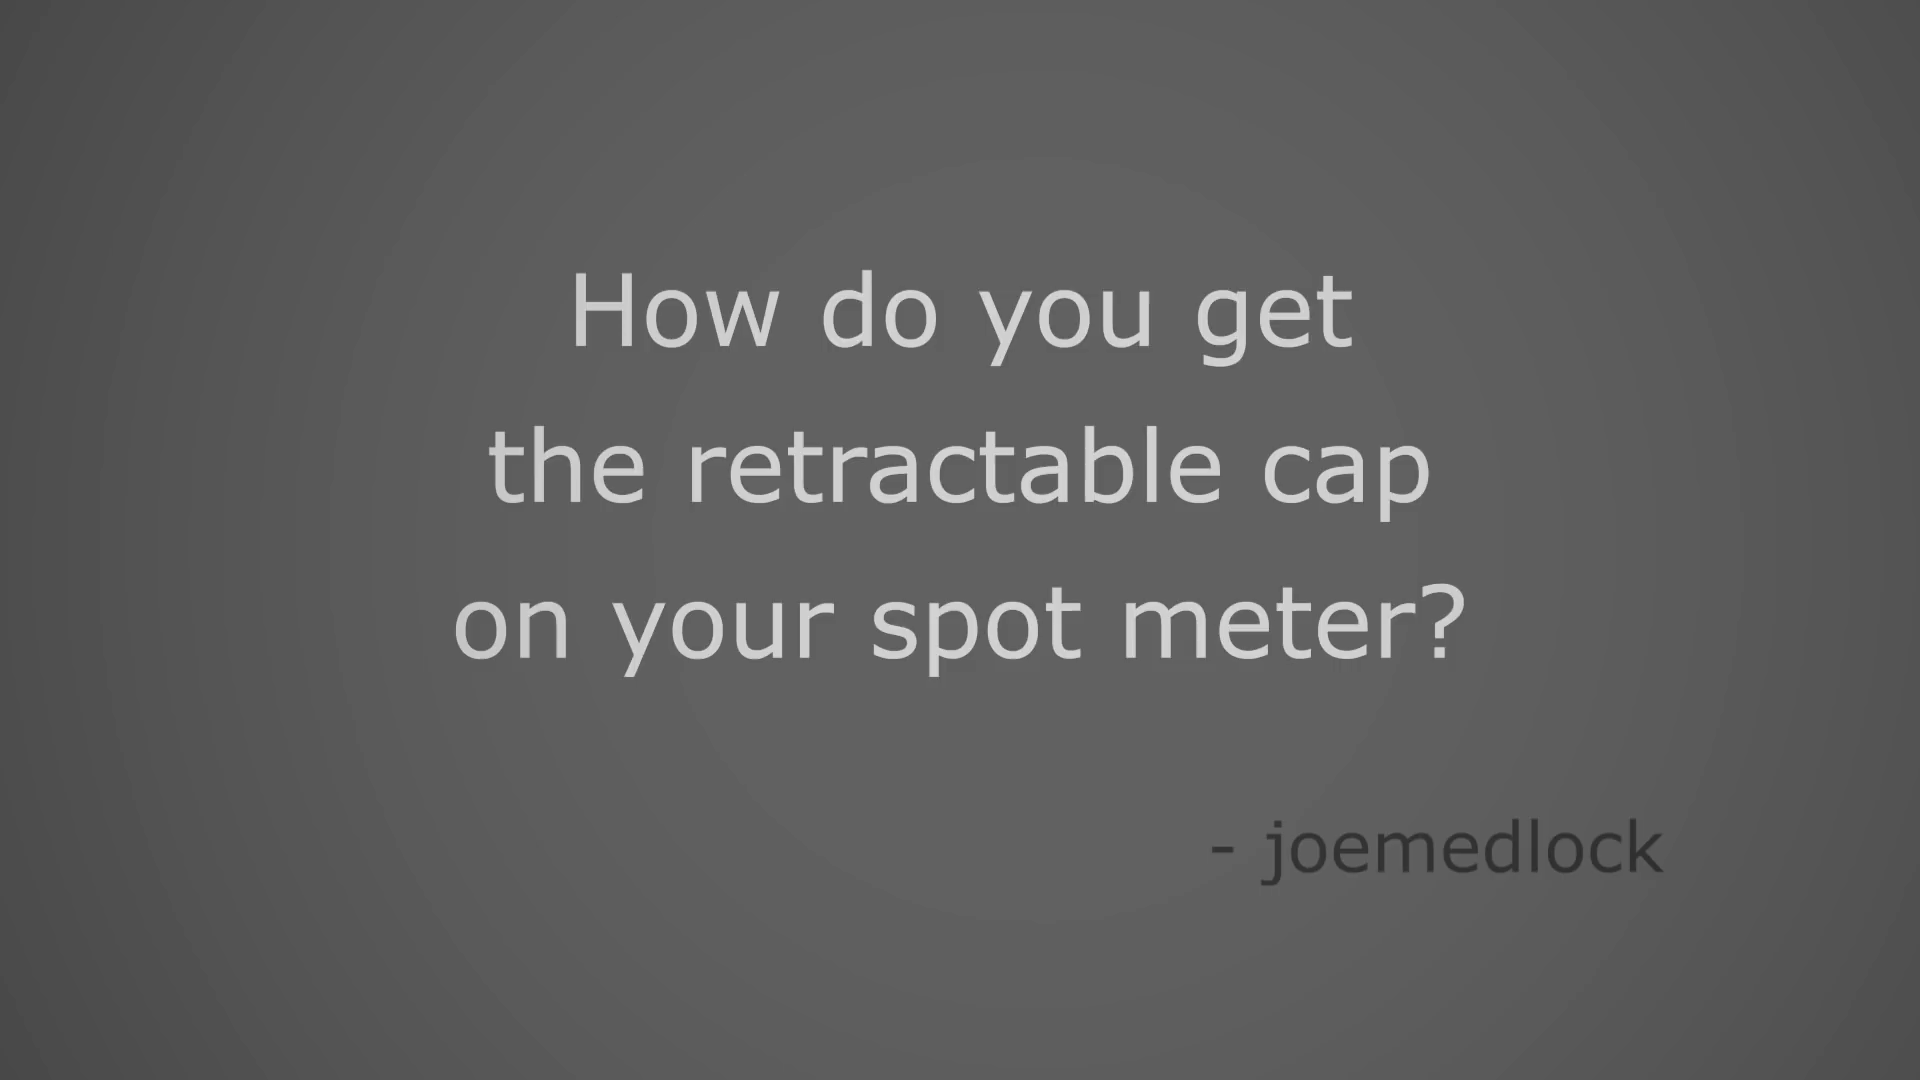 How do you get
the retractable cap
on your spot meter?
- joemedlock